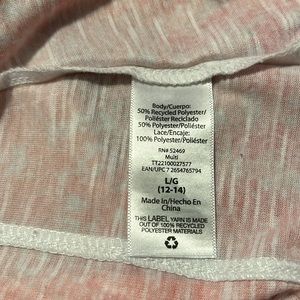 Body/Cuerpo:
50% Recycled Polyester/
Poliéster Reciclado
50% Polyester/Poliéster
Lace/Encaje:
100% Polyester/Poliéster
RN# 52469
Multi
TT22100027577
EAN/UPC 7 2654765794
L/G
(12-14)
Made in/Hecho En
China
THIS LABEL YARN IS MADE
OUT OF 100% RECYCLED
POLYESTER MATERIALS